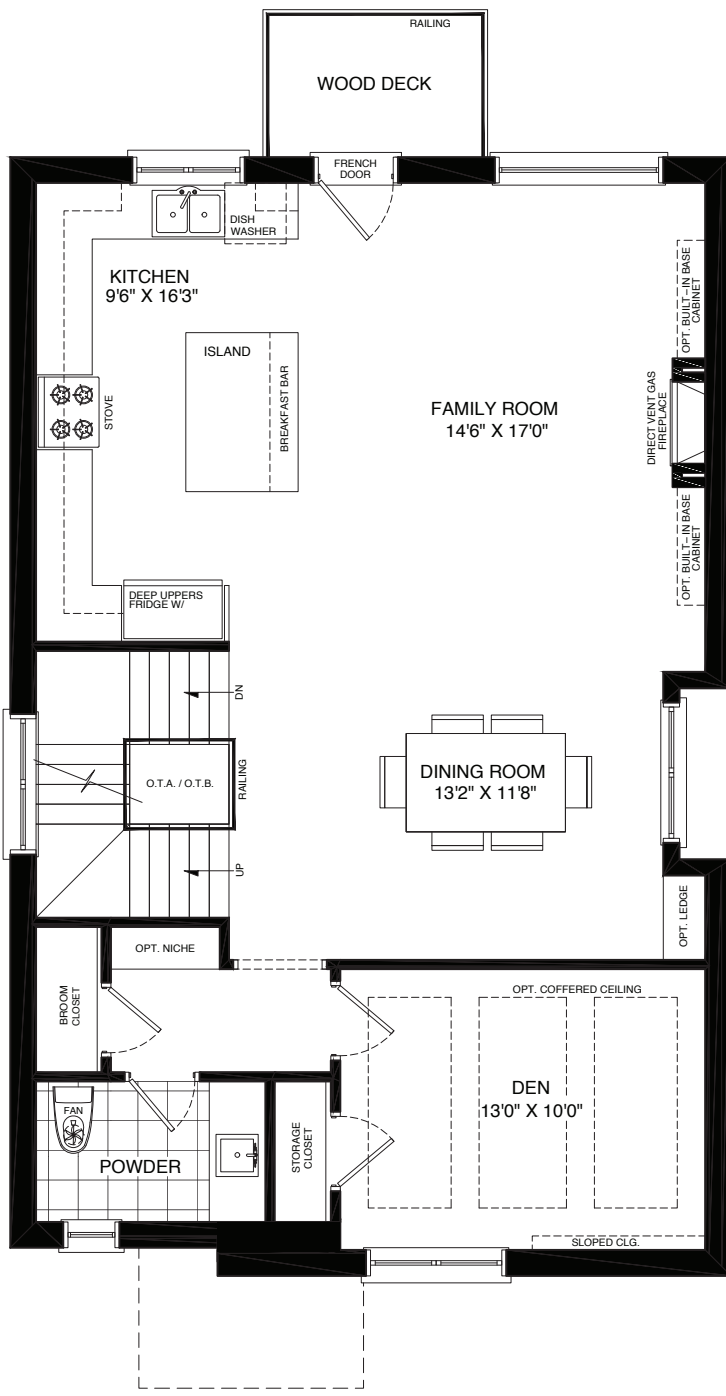 RAILING
WOOD DECK
FRENCH
DOOR
DISH
WASHER
KITCHEN
9'6" X 16'3"
OPT. BUILT-IN BASE
CABINET
ISLAND
BREAKFAST BAR
STOVE
FAMILY ROOM
14'6" X 17'0"
DIRECT VENT GAS
FIREPLACE
OPT. BUILT-IN BASE
CABINET
DEEP UPPERS
FRIDGE W/
DN
O.T.A. / O.T.B.
RAILING
UP
DINING ROOM
13'2" X 11'8"
OPT. LEDGE
OPT. NICHE
BROOM
CLOSET
OPT. COFFERED CEILING
DEN
13'0" X 10'0"
FAN
POWDER
STORAGE
CLOSET
SLOPED CLG.